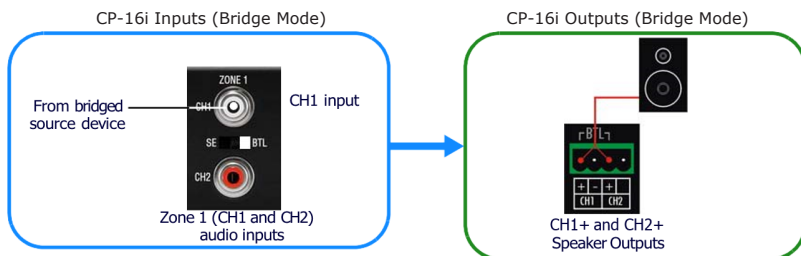 CP-16i Inputs (Bridge Mode)
CP-16i Outputs (Bridge Mode)
ZONE 1
From bridged
source device
CH1
CH1 input
SE BTL
CH2
Zone 1 (CH1 and CH2)
audio inputs
BTL
+ - +
CH1 CH2
CH1+ and CH2+
Speaker Outputs